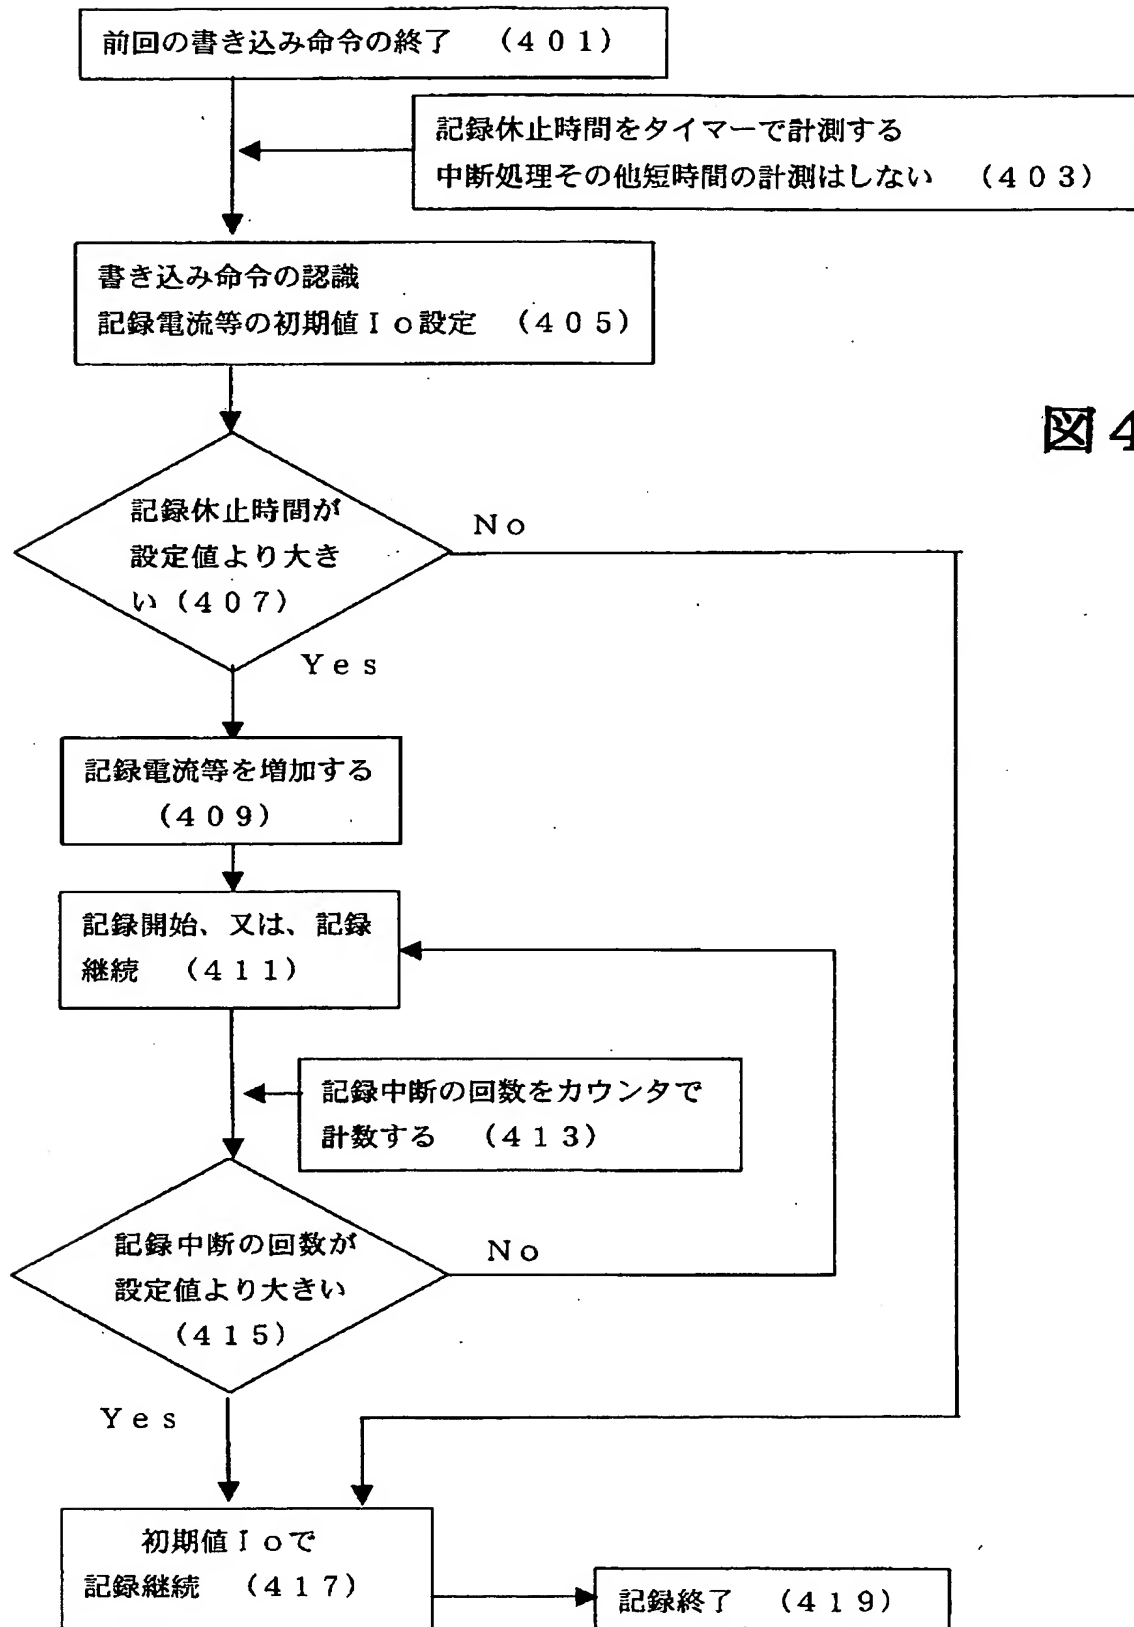 前回の書き込み命令の終了　（４０１）
記録休止時間をタイマーで計測する
中断処理その他短時間の計測はしない　（４０３）
書き込み命令の認識
記録電流等の初期値Ｉｏ設定　（４０５）
図４
記録休止時間が
設定値より大き
い（４０７）
Ｎｏ
Ｙｅｓ
記録電流等を増加する
（４０９）
記録開始、又は、記録
継続　（４１１）
記録中断の回数をカウンタで
計数する　（４１３）
記録中断の回数が
設定値より大きい
（４１５）
Ｎｏ
Ｙｅｓ
初期値Ｉｏで
記録継続　（４１７）
記録終了　（４１９）